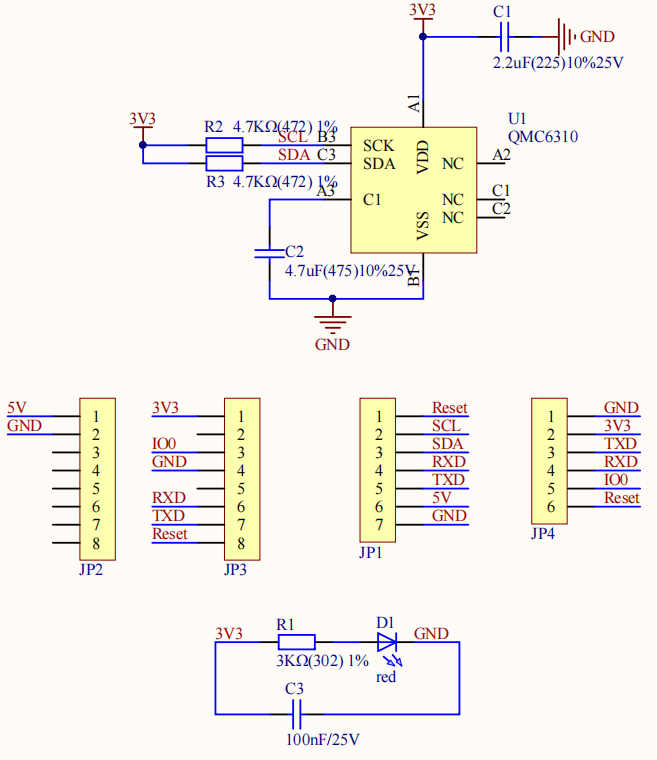 3V3
C1
GND
2.2uF(225)10%25V
A1
U1
QMC6310
3V3
R2 4.7KΩ(472) 1%
SCL B3
SDA C3
R3 4.7KΩ(472) 1%
A3
SCK
SDA
C1
VDD
VSS
NC A2
NC C1
NC C2
C2
4.7uF(475)10%25V
B1
GND
5V 1
GND 2
3
4
5
6
7
8
JP2
3V3 1
2
IO0 3
GND 4
5
RXD 6
TXD 7
Reset 8
JP3
1 Reset
2 SCL
3 SDA
4 RXD
5 TXD
6 5V
7 GND
JP1
1 GND
2 3V3
3 TXD
4 RXD
5 IO0
6 Reset
JP4
R1
D1
3V3
GND
3KΩ(302) 1%
red
C3
100nF/25V